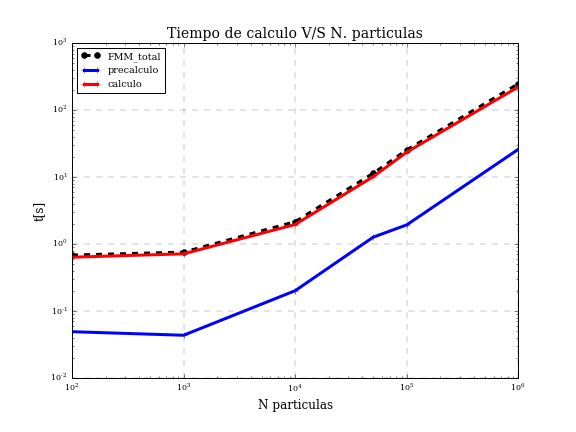 Tiempo de calculo V/S N. particulas
FMM_total
precalculo
calculo
10³
10²
10¹
10⁰
10⁻¹
10⁻²
t[s]
10² 10³ 10⁴ 10⁵ 10⁶
N particulas